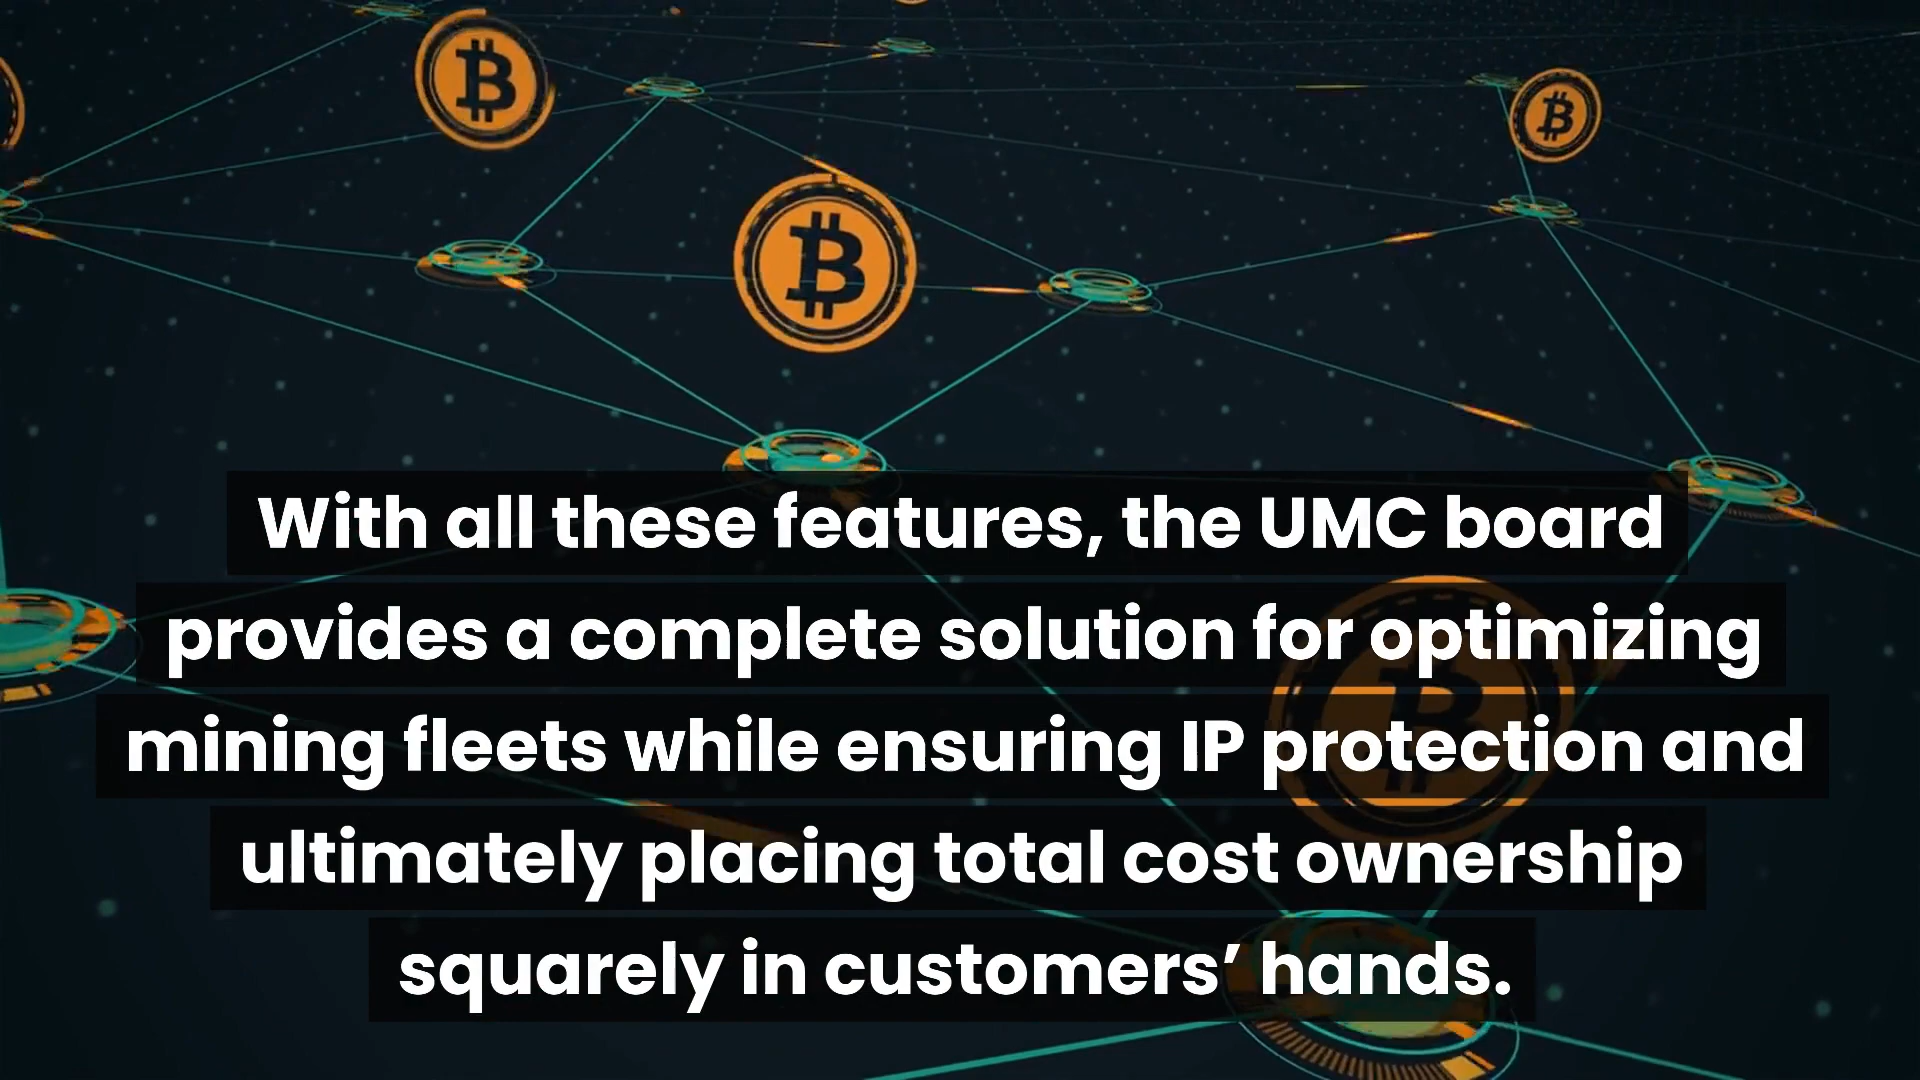 With all these features, the UMC board
provides a complete solution for optimizing
mining fleets while ensuring IP protection and
ultimately placing total cost ownership
squarely in customers’ hands.